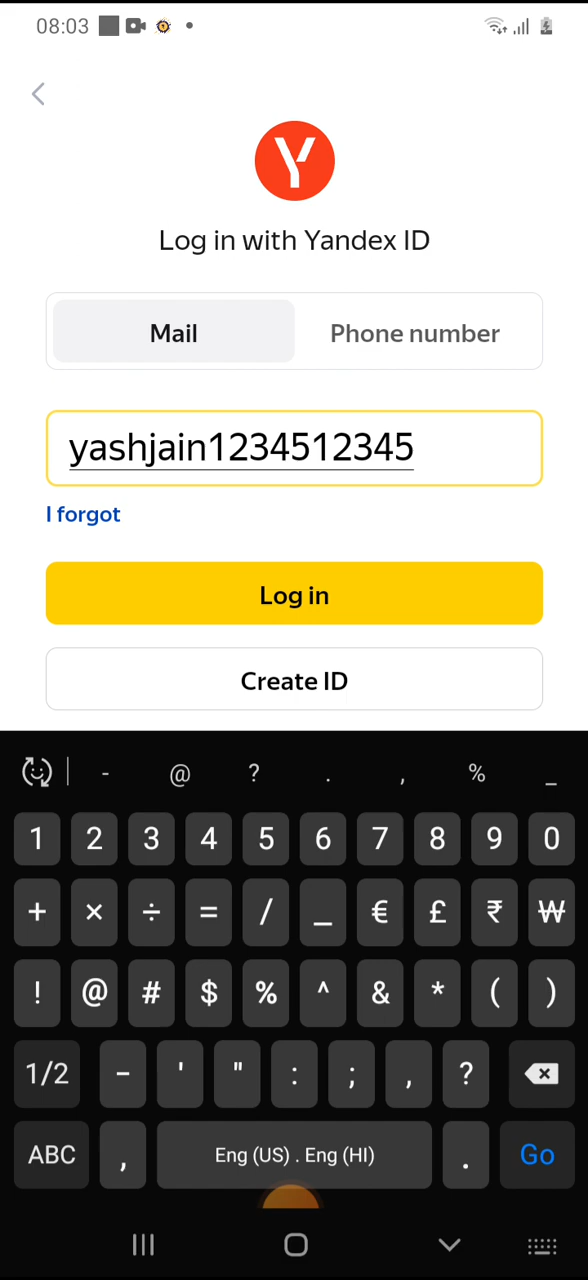 08:03
Y
Log in with Yandex ID
Mail Phone number
yashjain1234512345
I forgot
Log in
Create ID
- @ ? . , % _
1 2 3 4 5 6 7 8 9 0
+ × ÷ = / _ € £ ₹ ₩
! @ # $ % ^ & * ( )
1/2 - ' " : ; , ?
ABC , Eng (US) . Eng (HI) . Go